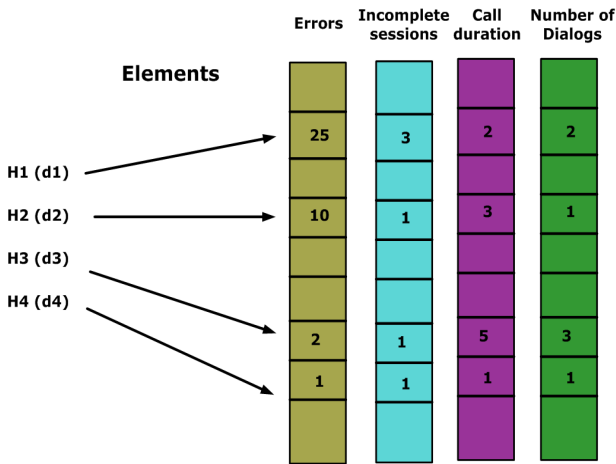 Errors
Incomplete
sessions
Call
duration
Number of
Dialogs
Elements
H1 (d1)
H2 (d2)
H3 (d3)
H4 (d4)
25 3 2 2
10 1 3 1
2 1 5 3
1 1 1 1